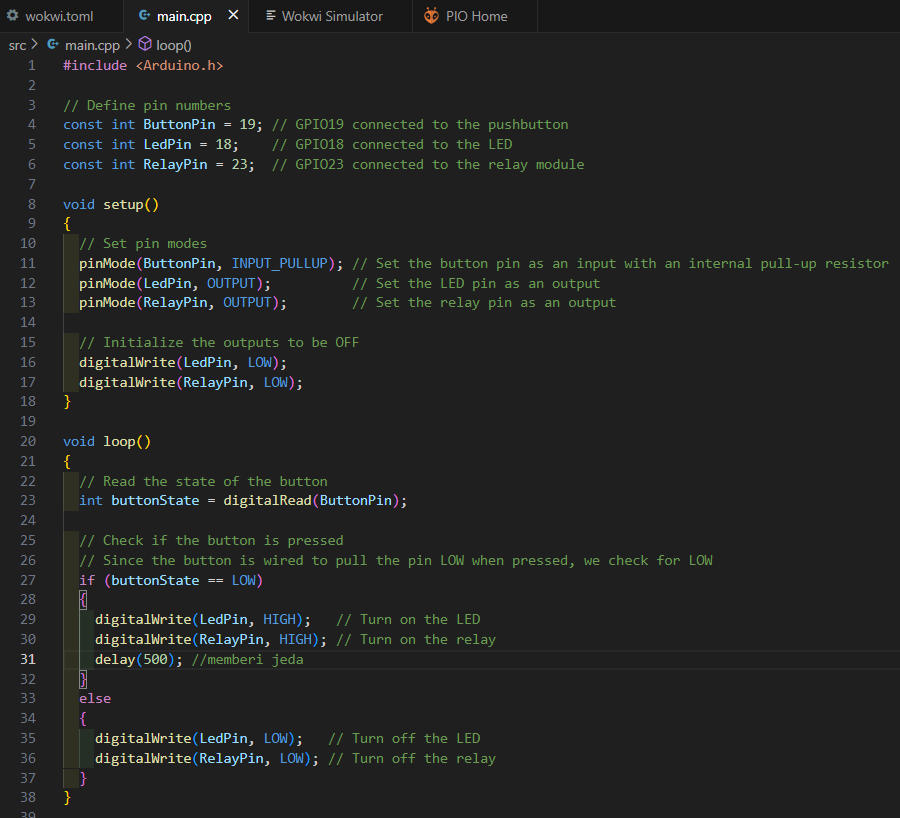 wokwi.toml main.cpp Wokwi Simulator PIO Home
src > main.cpp > loop()
1 #include <Arduino.h>
2
3 // Define pin numbers
4 const int ButtonPin = 19; // GPIO19 connected to the pushbutton
5 const int LedPin = 18;    // GPIO18 connected to the LED
6 const int RelayPin = 23;  // GPIO23 connected to the relay module
7
8 void setup()
9 {
10   // Set pin modes
11   pinMode(ButtonPin, INPUT_PULLUP); // Set the button pin as an input with an internal pull-up resistor
12   pinMode(LedPin, OUTPUT);          // Set the LED pin as an output
13   pinMode(RelayPin, OUTPUT);        // Set the relay pin as an output
14
15   // Initialize the outputs to be OFF
16   digitalWrite(LedPin, LOW);
17   digitalWrite(RelayPin, LOW);
18 }
19
20 void loop()
21 {
22   // Read the state of the button
23   int buttonState = digitalRead(ButtonPin);
24
25   // Check if the button is pressed
26   // Since the button is wired to pull the pin LOW when pressed, we check for LOW
27   if (buttonState == LOW)
28   {
29     digitalWrite(LedPin, HIGH);   // Turn on the LED
30     digitalWrite(RelayPin, HIGH); // Turn on the relay
31     delay(500); //memberi jeda
32   }
33   else
34   {
35     digitalWrite(LedPin, LOW);   // Turn off the LED
36     digitalWrite(RelayPin, LOW); // Turn off the relay
37   }
38 }
39